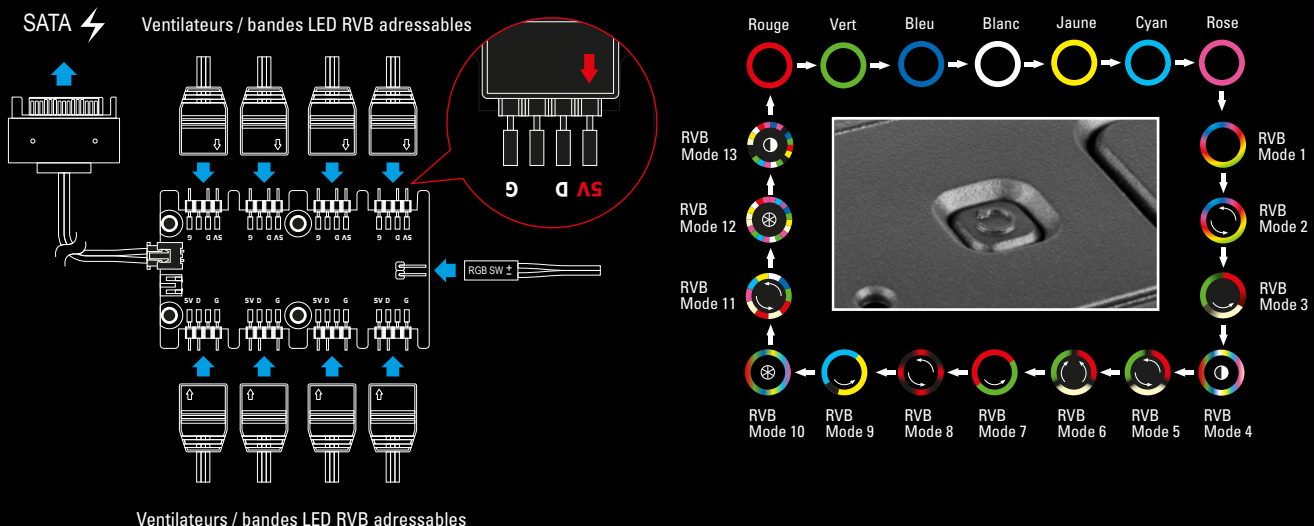 SATA
Ventilateurs / bandes LED RVB adressables
G D 5V
G D 5V
G D 5V
G D 5V
G D 5V
RGB SW ±
5V D G
5V D G
5V D G
5V D G
Ventilateurs / bandes LED RVB adressables
Rouge
Vert
Bleu
Blanc
Jaune
Cyan
Rose
RVB
Mode 1
RVB
Mode 2
RVB
Mode 3
RVB
Mode 4
RVB
Mode 5
RVB
Mode 6
RVB
Mode 7
RVB
Mode 8
RVB
Mode 9
RVB
Mode 10
RVB
Mode 11
RVB
Mode 12
RVB
Mode 13